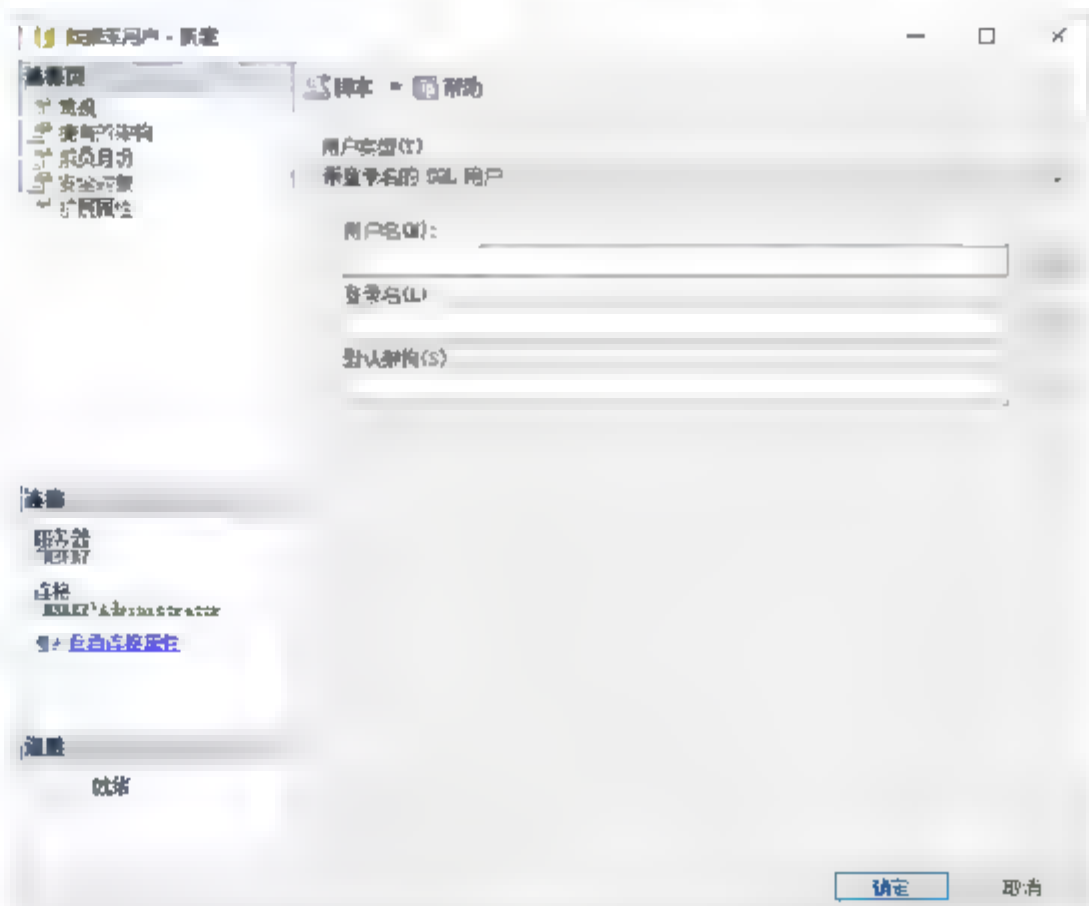 数据库用户 - 新建
选择页
常规
拥有的架构
成员身份
安全对象
扩展属性
脚本 帮助
用户类型(T)
带登录名的 SQL 用户
用户名(N):
登录名(L)
默认架构(S)
连接
服务器
连接
\Administrator
查看连接属性
进度
就绪
确定 取消